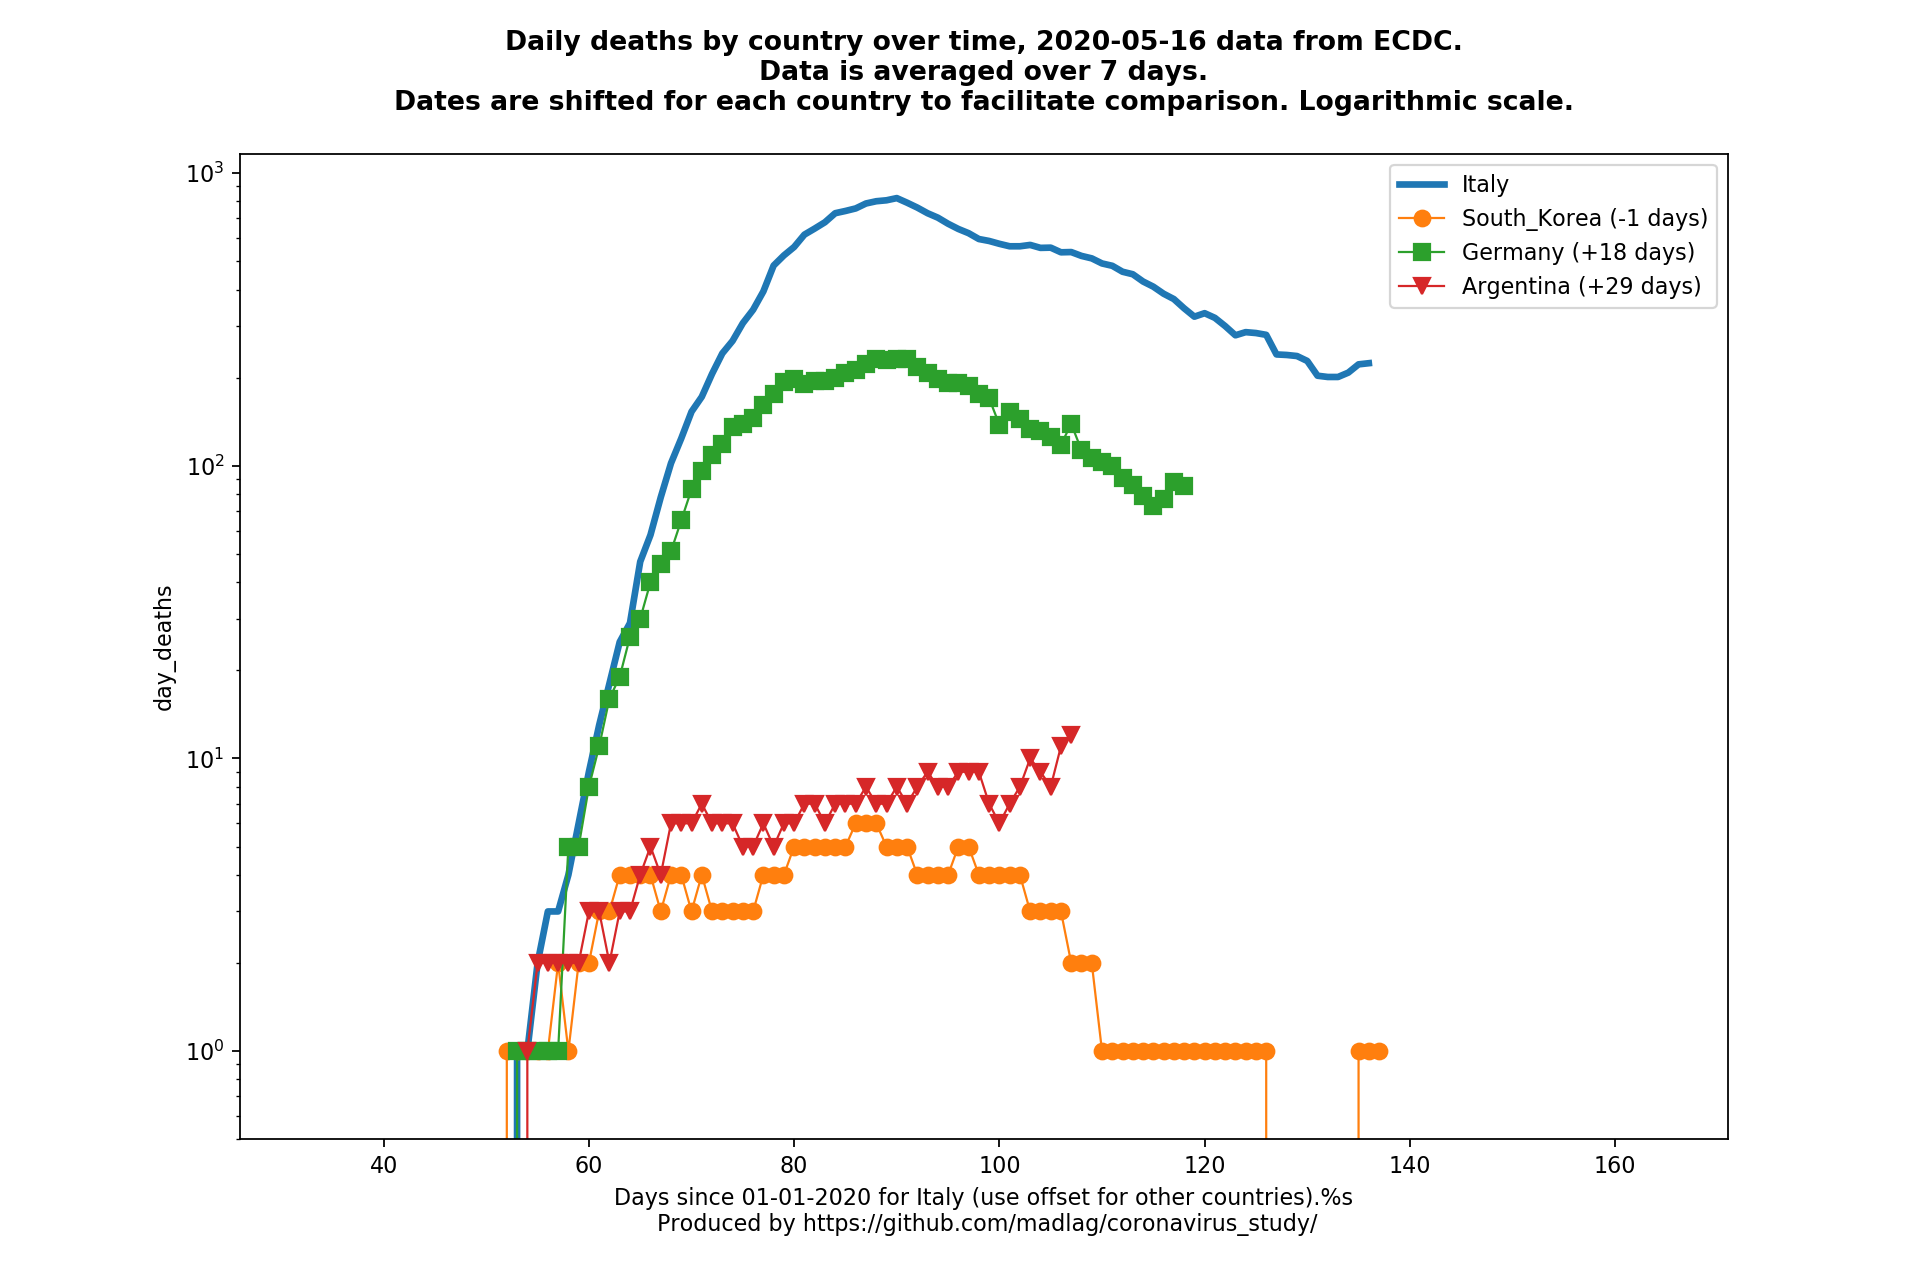 Daily deaths by country over time, 2020-05-16 data from ECDC.
Data is averaged over 7 days.
Dates are shifted for each country to facilitate comparison. Logarithmic scale.
10³
10²
10¹
10⁰
day_deaths
Italy
South_Korea (-1 days)
Germany (+18 days)
Argentina (+29 days)
40 60 80 100 120 140 160
Days since 01-01-2020 for Italy (use offset for other countries).%s
Produced by https://github.com/madlag/coronavirus_study/